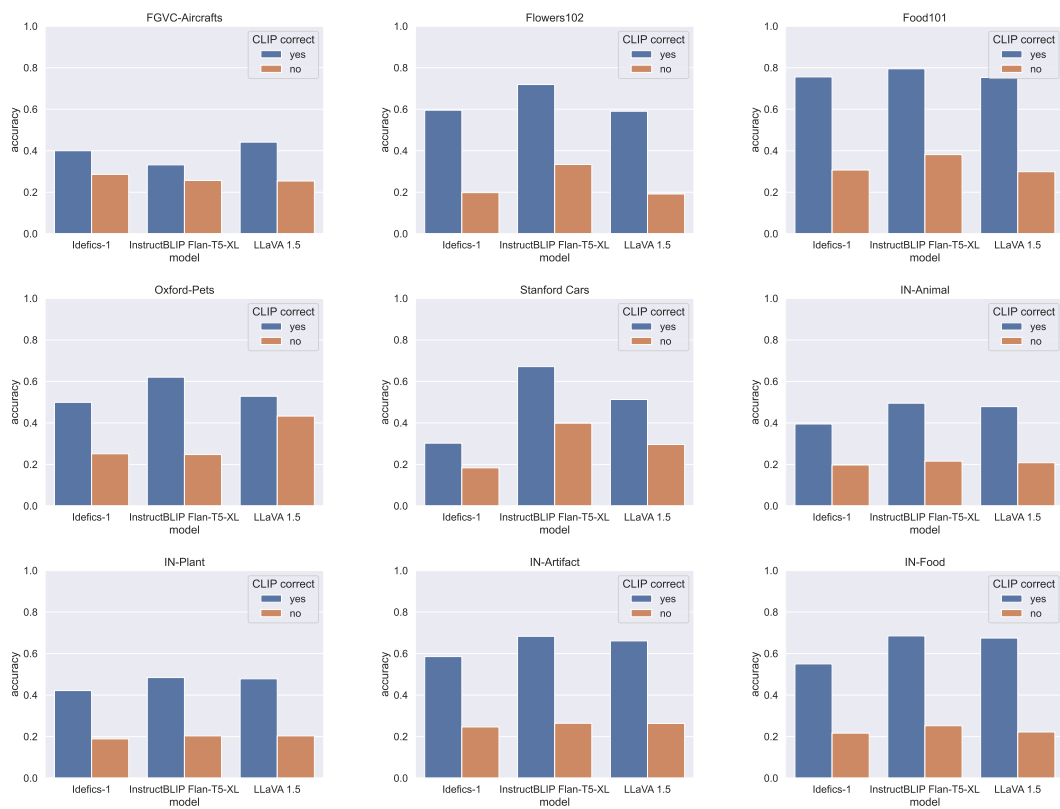 FGVC-Aircrafts
1.0
0.8
0.6
0.4
0.2
0.0
accuracy
CLIP correct
yes
no
Idefics-1 InstructBLIP Flan-T5-XL LLaVA 1.5
model
Flowers102
1.0
0.8
0.6
0.4
0.2
0.0
accuracy
CLIP correct
yes
no
Idefics-1 InstructBLIP Flan-T5-XL LLaVA 1.5
model
Food101
1.0
0.8
0.6
0.4
0.2
0.0
accuracy
CLIP correct
yes
no
Idefics-1 InstructBLIP Flan-T5-XL LLaVA 1.5
model
Oxford-Pets
1.0
0.8
0.6
0.4
0.2
0.0
accuracy
CLIP correct
yes
no
Idefics-1 InstructBLIP Flan-T5-XL LLaVA 1.5
model
Stanford Cars
1.0
0.8
0.6
0.4
0.2
0.0
accuracy
CLIP correct
yes
no
Idefics-1 InstructBLIP Flan-T5-XL LLaVA 1.5
model
IN-Animal
1.0
0.8
0.6
0.4
0.2
0.0
accuracy
CLIP correct
yes
no
Idefics-1 InstructBLIP Flan-T5-XL LLaVA 1.5
model
IN-Plant
1.0
0.8
0.6
0.4
0.2
0.0
accuracy
CLIP correct
yes
no
Idefics-1 InstructBLIP Flan-T5-XL LLaVA 1.5
model
IN-Artifact
1.0
0.8
0.6
0.4
0.2
0.0
accuracy
CLIP correct
yes
no
Idefics-1 InstructBLIP Flan-T5-XL LLaVA 1.5
model
IN-Food
1.0
0.8
0.6
0.4
0.2
0.0
accuracy
CLIP correct
yes
no
Idefics-1 InstructBLIP Flan-T5-XL LLaVA 1.5
model